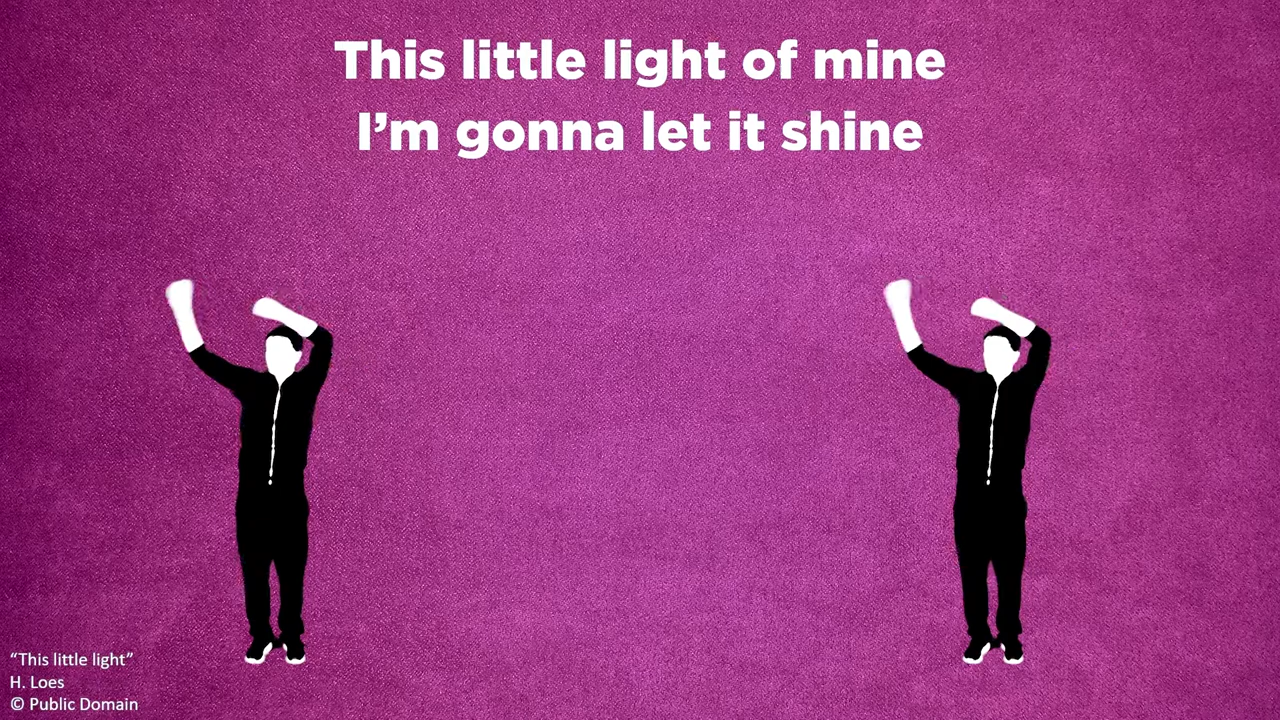 This little light of mine
I’m gonna let it shine
“This little light”
H. Loes
© Public Domain